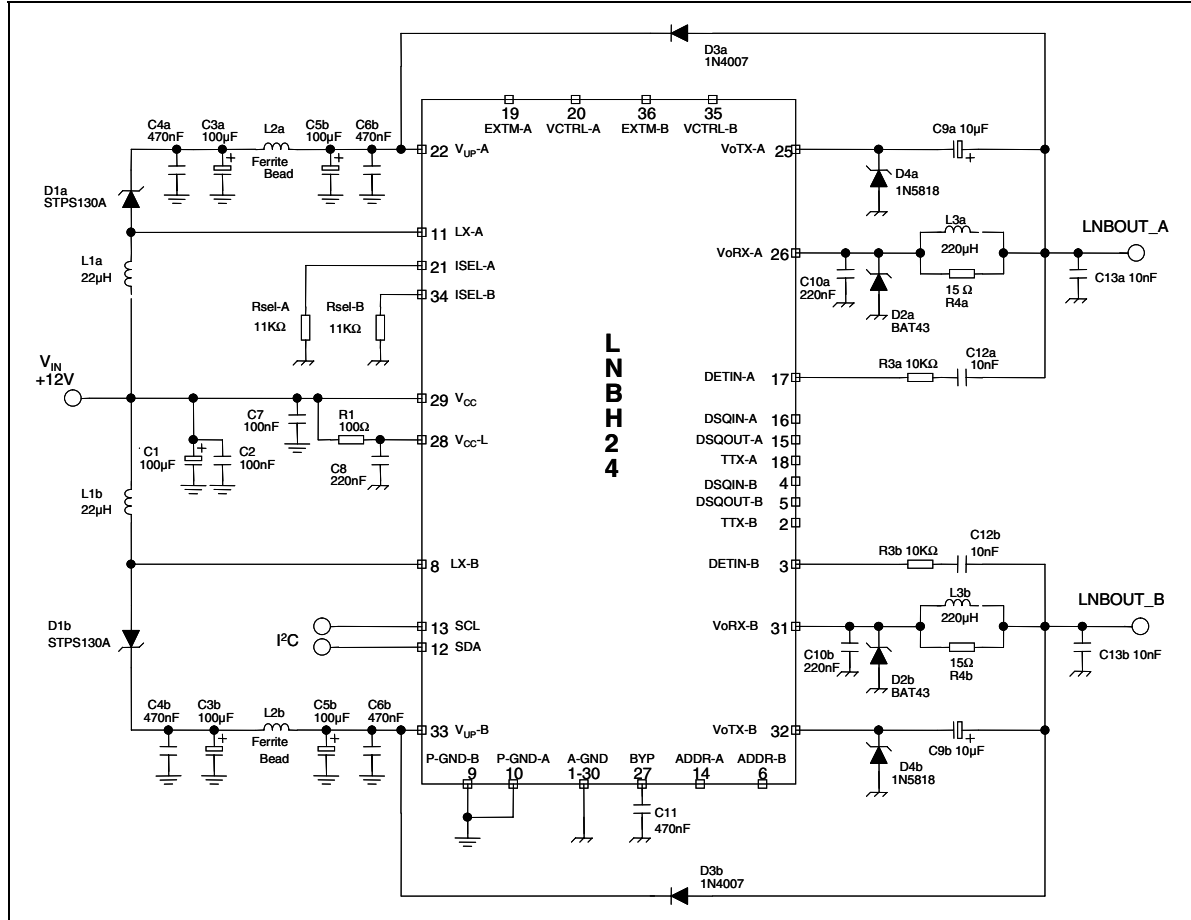 D3a
1N4007
C4a
470nF
C3a
100µF
L2a
C5b
100µF
C6b
470nF
+
+
Ferrite
Bead
19
20
36
35
EXTM-A
VCTRL-A
EXTM-B
VCTRL-B
22 VUP-A
VoTX-A 25
C9a 10µF
+
D4a
1N5818
D1a
STPS130A
11 LX-A
L1a
22µH
21 ISEL-A
34 ISEL-B
Rsel-A
11KΩ
Rsel-B
11KΩ
VoRX-A 26
L3a
220µH
15 Ω
R4a
C10a
220nF
D2a
BAT43
LNBOUT_A
C13a 10nF
L
N
B
H
2
4
VIN
+12V
DETIN-A 17
R3a 10KΩ
C12a
10nF
29 VCC
C7
100nF
R1
100Ω
28 VCC-L
C8
220nF
C1
100µF
+
C2
100nF
DSQIN-A 16
DSQOUT-A 15
TTX-A 18
DSQIN-B 4
DSQOUT-B 5
TTX-B 2
L1b
22µH
8 LX-B
DETIN-B 3
R3b 10KΩ
C12b
10nF
D1b
STPS130A
I²C
13 SCL
12 SDA
VoRX-B 31
L3b
220µH
15Ω
R4b
C10b
220nF
D2b
BAT43
LNBOUT_B
C13b 10nF
C4b
470nF
C3b
100µF
L2b
C5b
100µF
C6b
470nF
+
+
Ferrite
Bead
33 VUP-B
VoTX-B 32
+
C9b 10µF
D4b
1N5818
P-GND-B
P-GND-A
A-GND
BYP
ADDR-A
ADDR-B
9
10
1-30
27
14
6
C11
470nF
D3b
1N4007